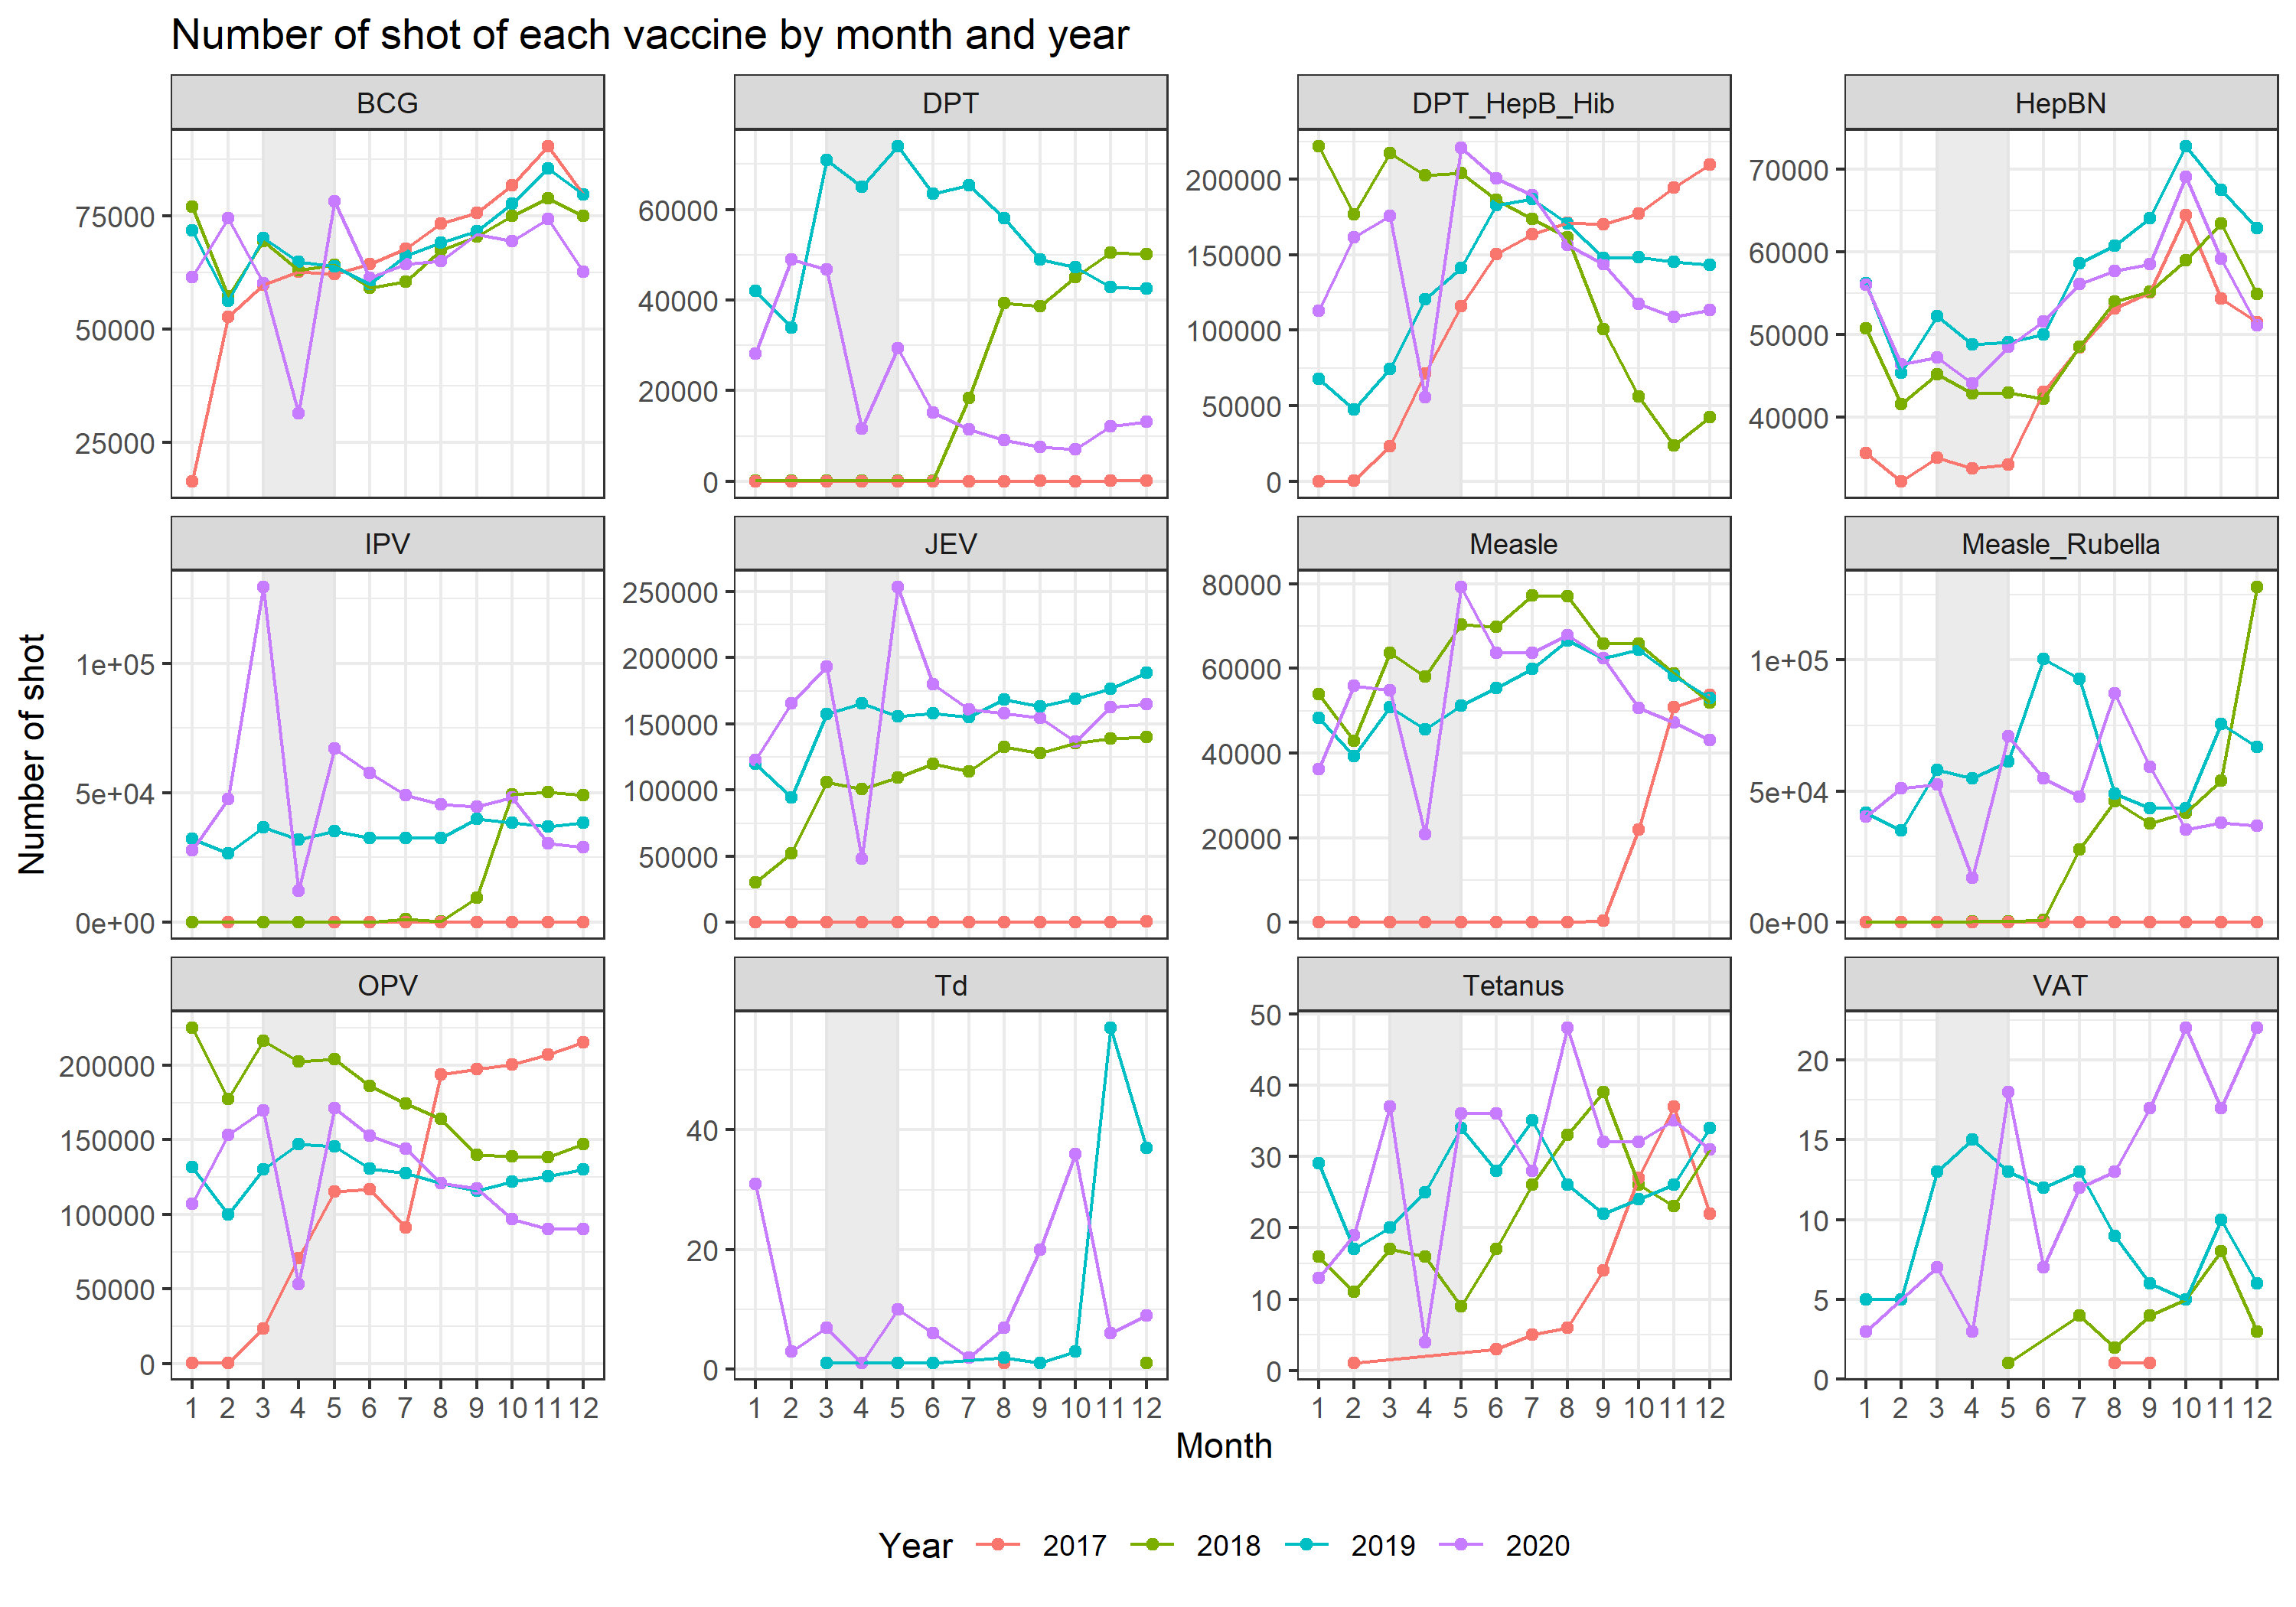 Number of shot of each vaccine by month and year
BCG
DPT
DPT_HepB_Hib
HepBN
75000
50000
25000
60000
40000
20000
0
200000
150000
100000
50000
0
70000
60000
50000
40000
IPV
JEV
Measle
Measle_Rubella
1e+05
5e+04
0e+00
250000
200000
150000
100000
50000
0
80000
60000
40000
20000
0
1e+05
5e+04
0e+00
OPV
Td
Tetanus
VAT
200000
150000
100000
50000
0
40
20
0
50
40
30
20
10
0
20
15
10
5
0
1 2 3 4 5 6 7 8 9 10 11 12
1 2 3 4 5 6 7 8 9 10 11 12
1 2 3 4 5 6 7 8 9 10 11 12
1 2 3 4 5 6 7 8 9 10 11 12
Number of shot
Month
Year 2017 2018 2019 2020